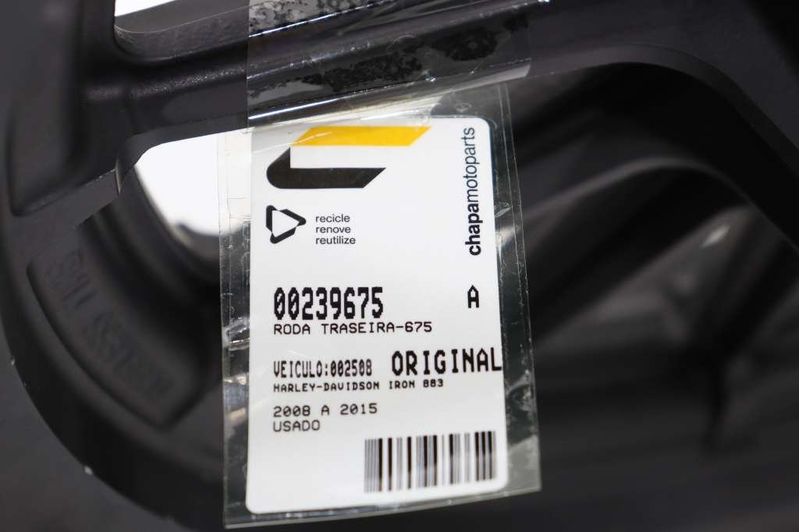 chapamotoparts
recicle
renove
reutilize
00239675 A
RODA TRASEIRA-675
VEICULO:002508 ORIGINAL
HARLEY-DAVIDSON IRON 883
2008 A 2015
USADO